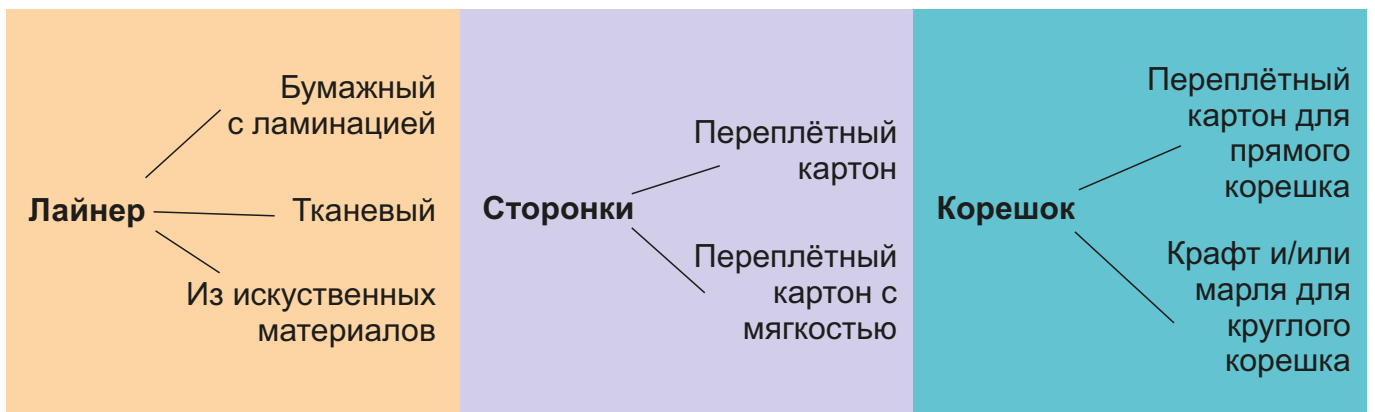 Лайнер
Бумажный
с ламинацией
Тканевый
Из искуственных
материалов
Сторонки
Переплётный
картон
Переплётный
картон с
мягкостью
Корешок
Переплётный
картон для
прямого
корешка
Крафт и/или
марля для
круглого
корешка